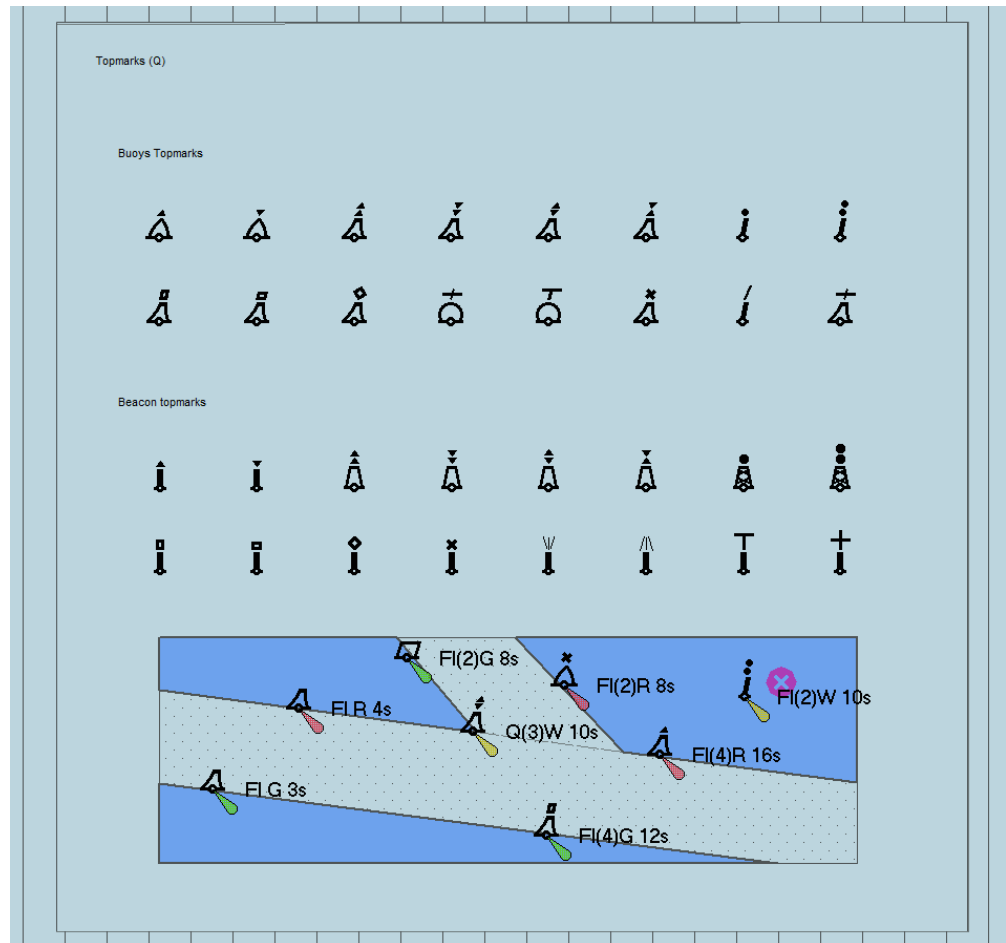 Topmarks (Q)
Buoys Topmarks
Beacon topmarks
Fl(2)G 8s
Fl(2)R 8s
Fl(2)W 10s
Fl.R 4s
Q(3)W 10s
Fl(4)R 16s
Fl.G 3s
Fl(4)G 12s